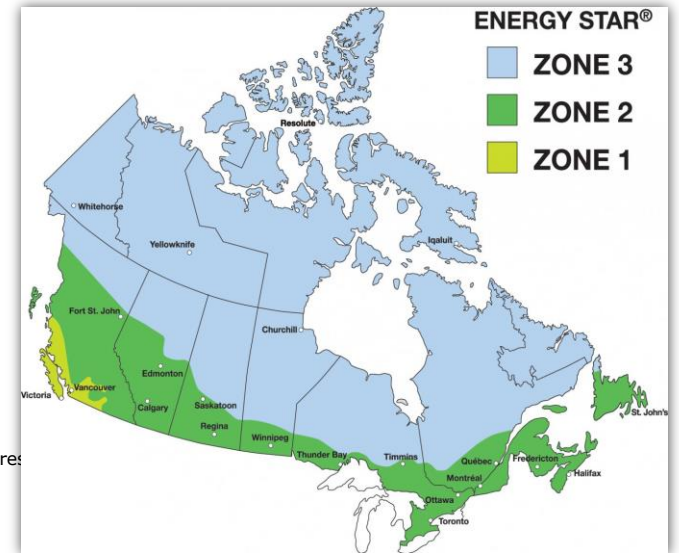 ENERGY STAR®
ZONE 3
ZONE 2
ZONE 1
Resolute
Whitehorse
Yellowknife
Iqaluit
Fort St. John
Churchill
Edmonton
Vancouver
Victoria
Calgary
Saskatoon
Regina
Winnipeg
Thunder Bay
Timmins
Québec
Fredericton
St. John's
Halifax
Montréal
Ottawa
Toronto